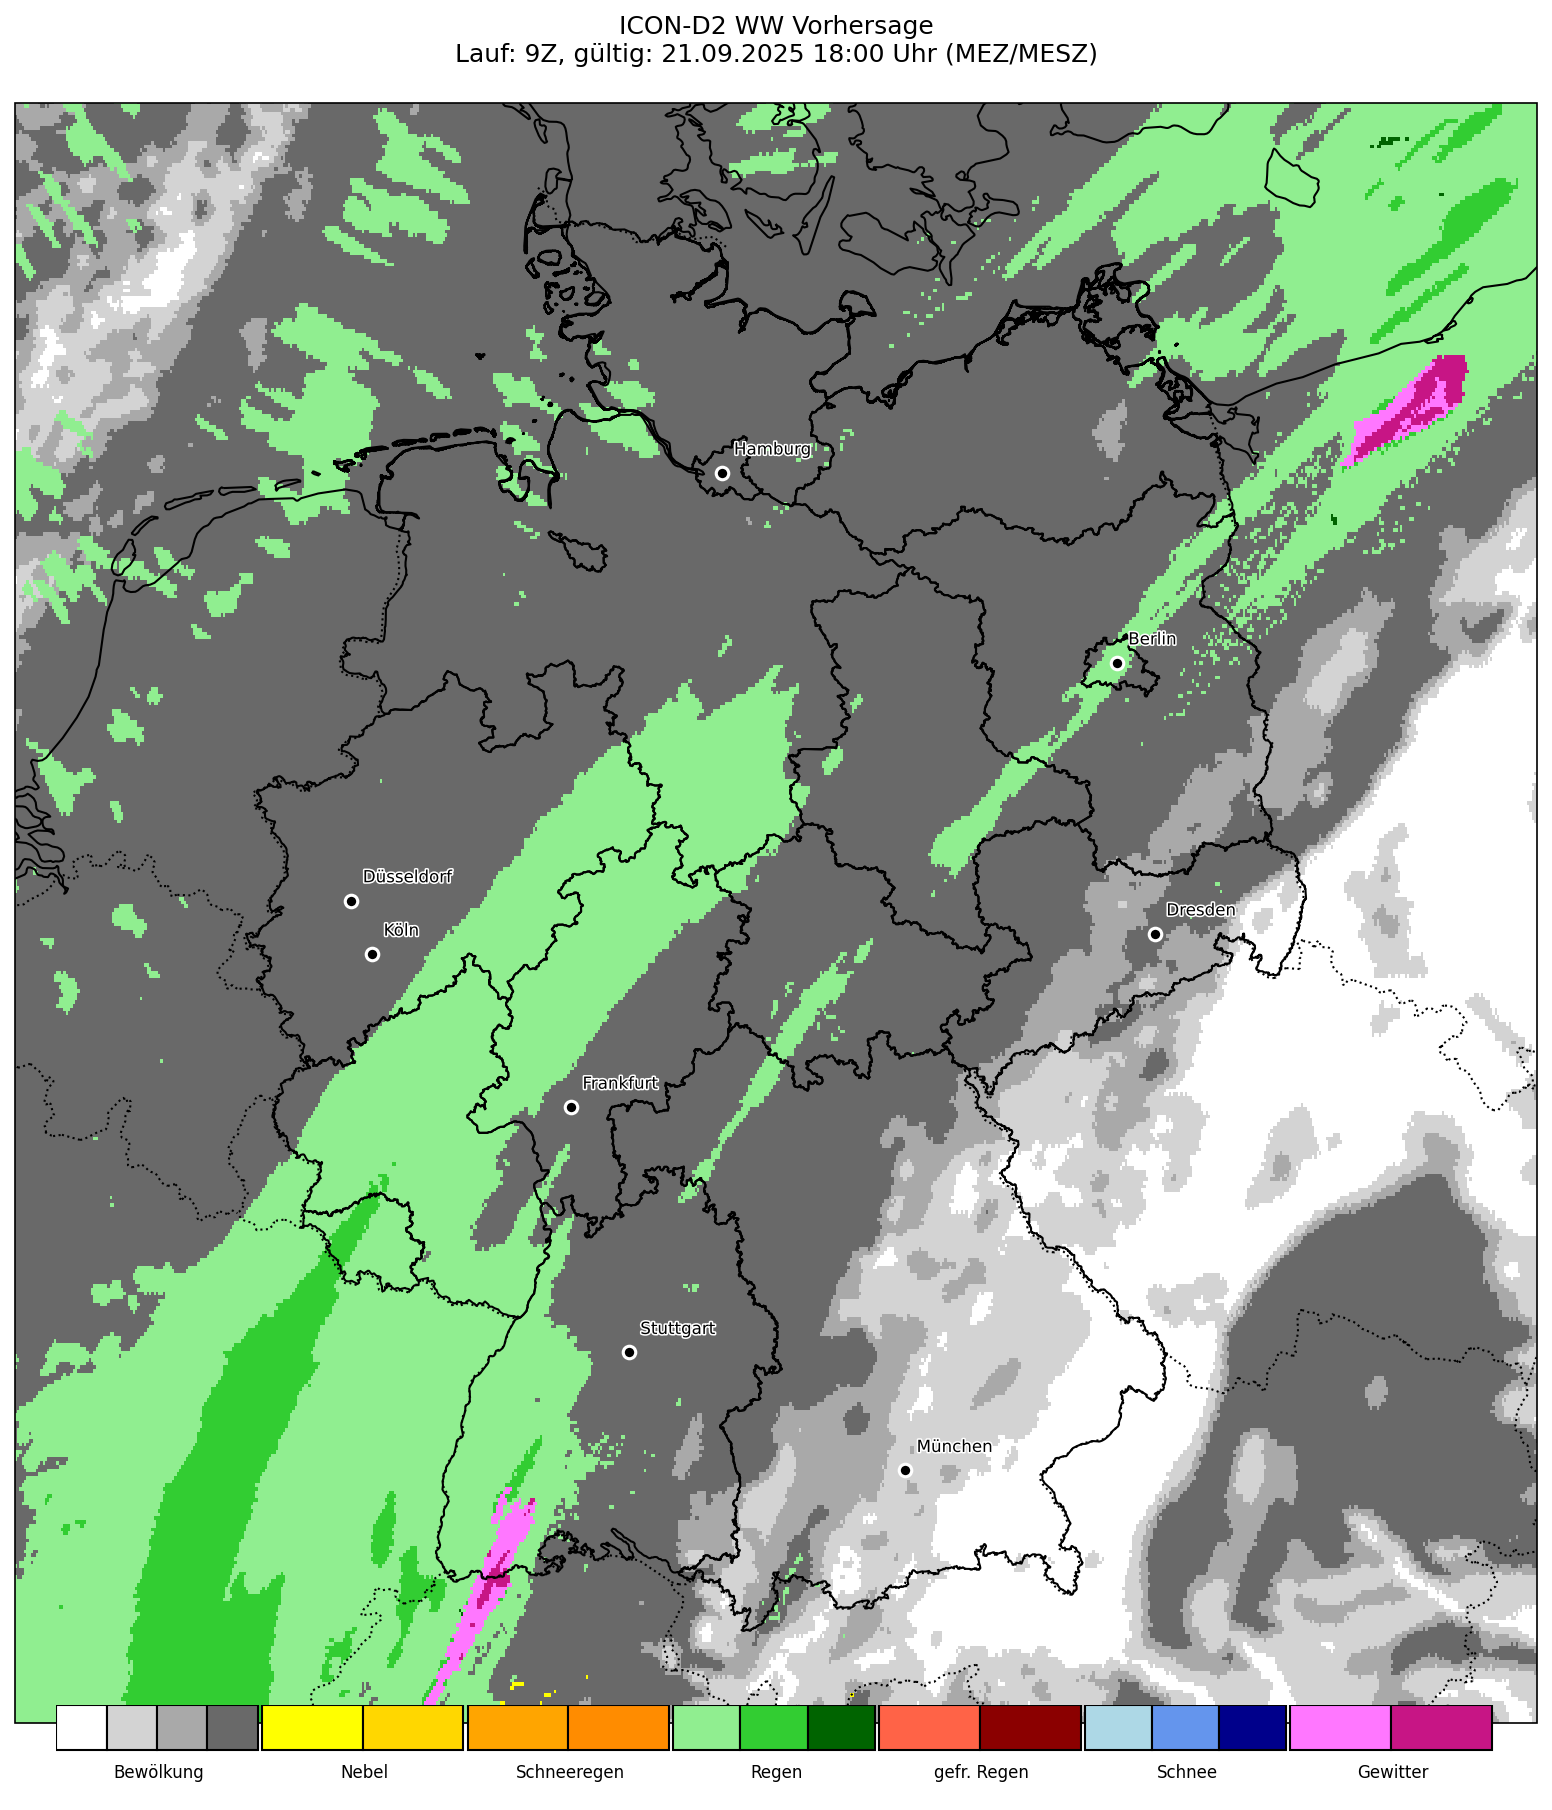 ICON-D2 WW Vorhersage
Lauf: 9Z, gültig: 21.09.2025 18:00 Uhr (MEZ/MESZ)
Hamburg
Berlin
Düsseldorf
Köln
Dresden
Frankfurt
Stuttgart
München
Bewölkung
Nebel
Schneeregen
Regen
gefr. Regen
Schnee
Gewitter